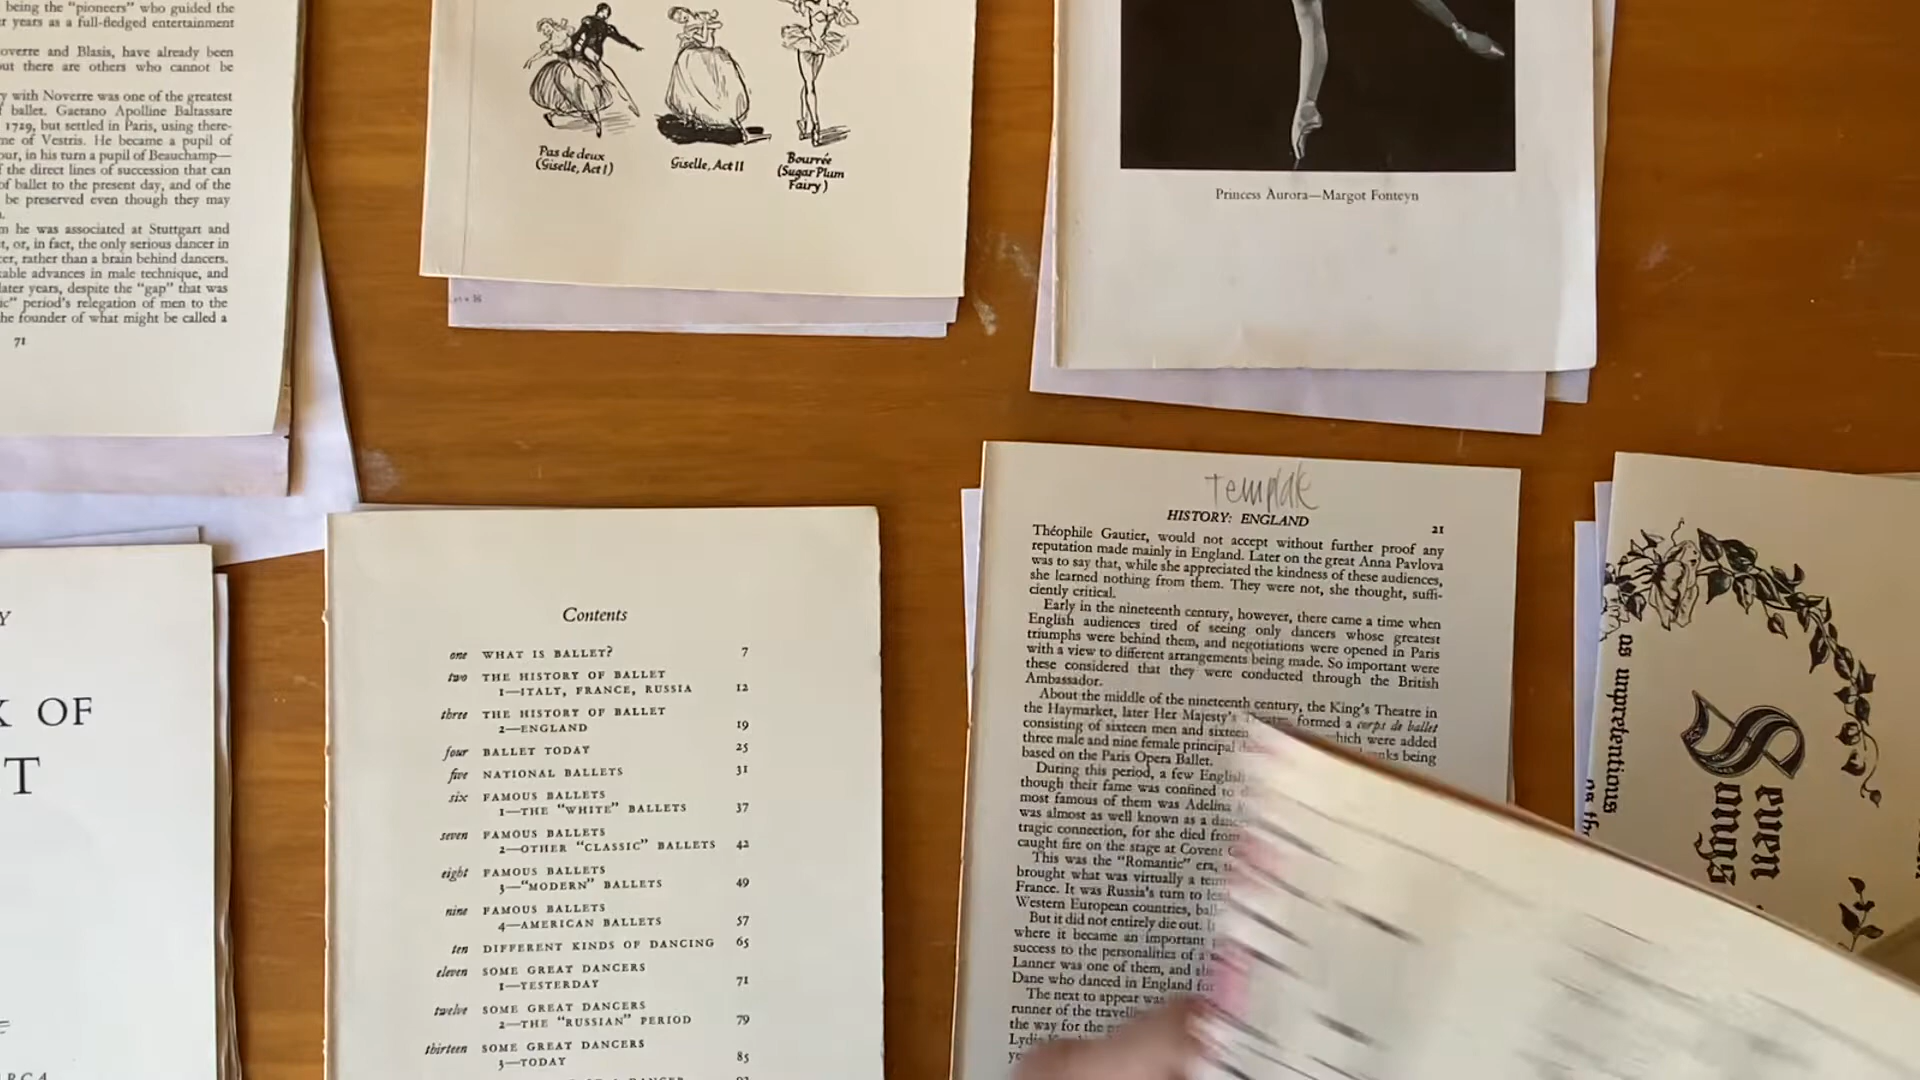 being the “pioneers” who guided the
r years as a full-fledged entertainment
overre and Blasis, have already been
out there are others who cannot be
y with Noverre was one of the greatest
f ballet. Gaetano Apolline Baltassare
1729, but settled in Paris, using there-
me of Vestris. He became a pupil of
our, in his turn a pupil of Beauchamp—
f the direct lines of succession that can
of ballet to the present day, and of the
be preserved even though they may
m he was associated at Stuttgart and
t, or, in fact, the only serious dancer in
cer, rather than a brain behind dancers.
able advances in male technique, and
later years, despite the “gap” that was
ic” period's relegation of men to the
he founder of what might be called a
71
Pas de deux
(Giselle, Act I)
Giselle, Act II
Bourrée
(Sugar Plum
Fairy)
Princess Aurora—Margot Fonteyn
Y
K OF
T
Contents
one WHAT IS BALLET? 7
two THE HISTORY OF BALLET
1—ITALY, FRANCE, RUSSIA 12
three THE HISTORY OF BALLET
2—ENGLAND 19
four BALLET TODAY 25
five NATIONAL BALLETS 31
six FAMOUS BALLETS
1—THE “WHITE” BALLETS 37
seven FAMOUS BALLETS
2—OTHER “CLASSIC” BALLETS 42
eight FAMOUS BALLETS
3—“MODERN” BALLETS 49
nine FAMOUS BALLETS
4—AMERICAN BALLETS 57
ten DIFFERENT KINDS OF DANCING 65
eleven SOME GREAT DANCERS
1—YESTERDAY 71
twelve SOME GREAT DANCERS
2—THE “RUSSIAN” PERIOD 79
thirteen SOME GREAT DANCERS
3—TODAY 85
Template
HISTORY: ENGLAND 21
Théophile Gautier, would not accept without further proof any
reputation made mainly in England. Later on the great Anna Pavlova
was to say that, while she appreciated the kindness of these audiences,
she learned nothing from them. They were not, she thought, suffi-
ciently critical.
Early in the nineteenth century, however, there came a time when
English audiences tired of seeing only dancers whose greatest
triumphs were behind them, and negotiations were opened in Paris
with a view to different arrangements being made. So important were
these considered that they were conducted through the British
Ambassador.
About the middle of the nineteenth century, the King's Theatre in
the Haymarket, later Her Majesty's Theatre, formed a corps de ballet
consisting of sixteen men and sixteen which were added
three male and nine female principal being
based on the Paris Opera Ballet.
During this period, a few English
though their fame was confined to
most famous of them was Adelina
was almost as well known as a
tragic connection, for she died from
caught fire on the stage at Covent
This was the “Romantic” era,
brought what was virtually a
France. It was Russia's turn to
Western European countries,
But it did not entirely die out.
where it became an important
success to the personalities of a
Lanner was one of them, and
Dane who danced in England for
The next to appear was
runner of the
the way for the
as unpretentious
Seven
Songs